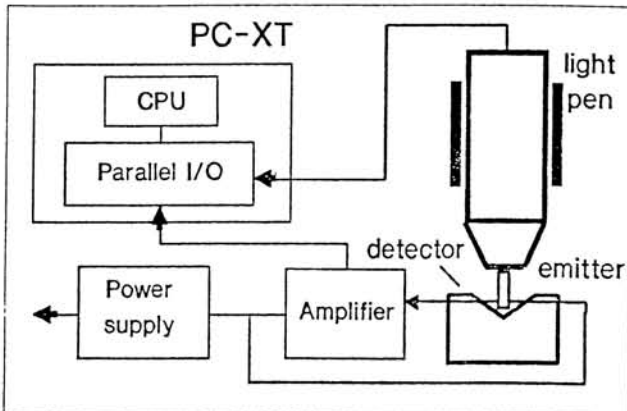 PC-XT
CPU
Parallel I/O
light
pen
detector
emitter
Power
supply
Amplifier